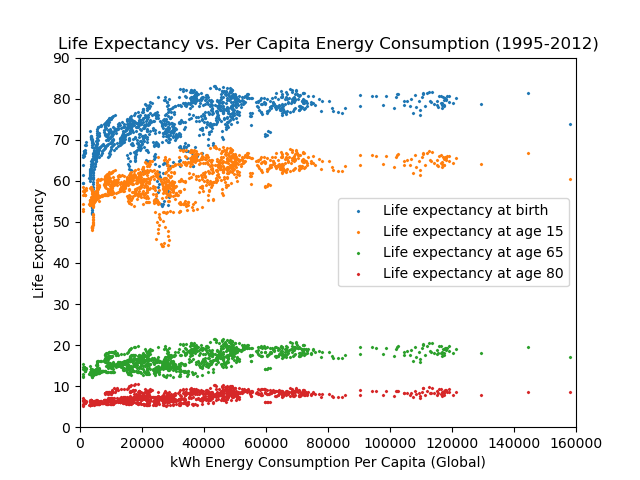 Life Expectancy vs. Per Capita Energy Consumption (1995-2012)
90
80
70
60
50
40
30
20
10
0
Life Expectancy
Life expectancy at birth
Life expectancy at age 15
Life expectancy at age 65
Life expectancy at age 80
0 20000 40000 60000 80000 100000 120000 140000 160000
kWh Energy Consumption Per Capita (Global)